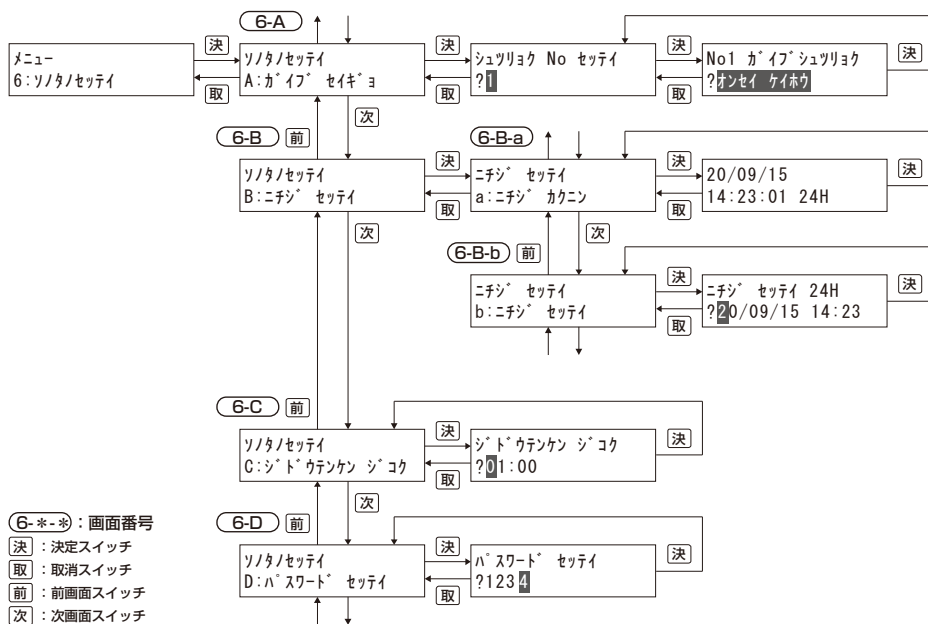 6-A
メニュー
6:ソノタノセッテイ
決
取
ソノタノセッテイ
A:ガイブ セイギョ
決
取
シュツリョク No セッテイ
?1
決
取
No1 ガイブシュツリョク
?オンセイ ケイホウ
決
次
6-B 前
ソノタノセッテイ
B:ニチジ セッテイ
決
取
6-B-a
ニチジ セッテイ
a:ニチジ カクニン
決
取
20/09/15
14:23:01 24H
決
次
次
6-B-b 前
ニチジ セッテイ
b:ニチジ セッテイ
決
取
ニチジ セッテイ 24H
?20/09/15 14:23
決
6-C 前
ソノタノセッテイ
C:ジドウテンケン ジコク
決
取
ジドウテンケン ジコク
?01:00
決
次
6-D 前
ソノタノセッテイ
D:パスワード セッテイ
決
取
パスワード セッテイ
?1234
決
6-*-* :画面番号
決 :決定スイッチ
取 :取消スイッチ
前 :前画面スイッチ
次 :次画面スイッチ